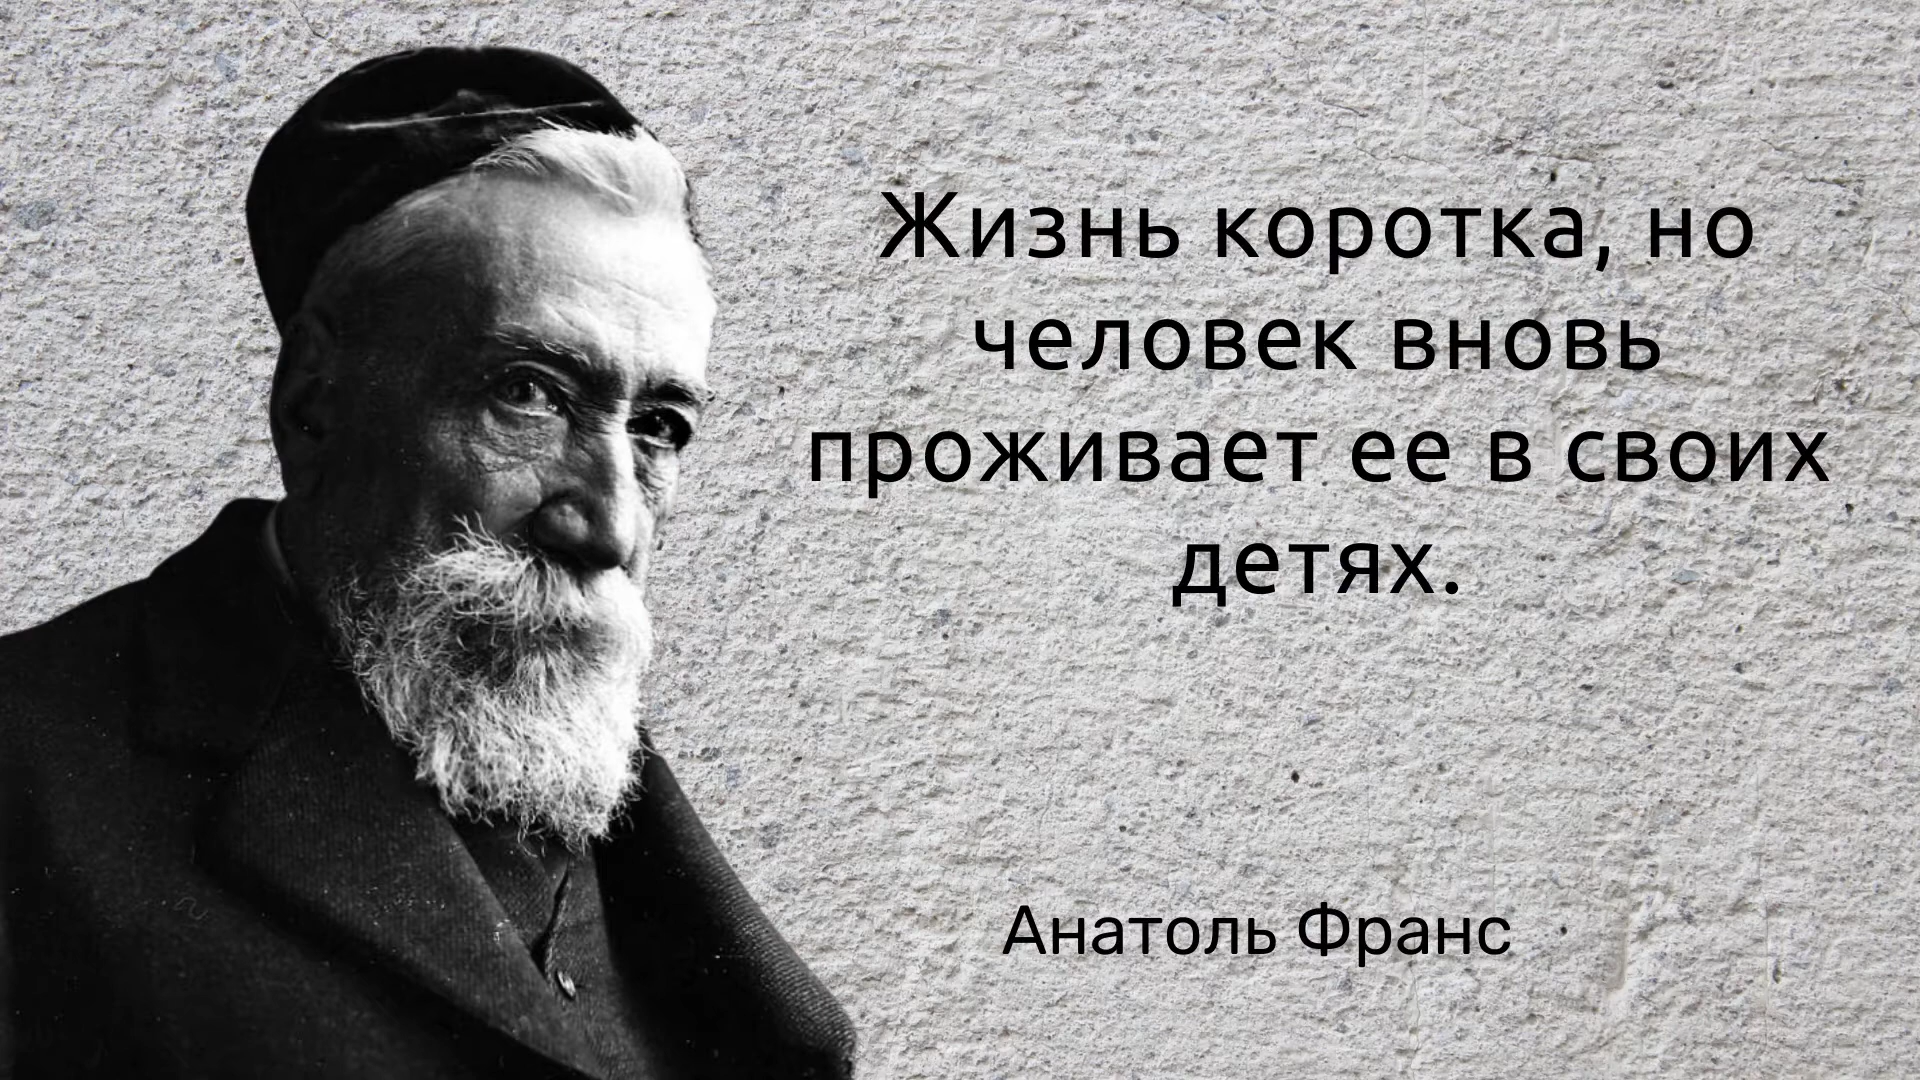 Жизнь коротка, но
человек вновь
проживает ее в своих
детях.
Анатоль Франс